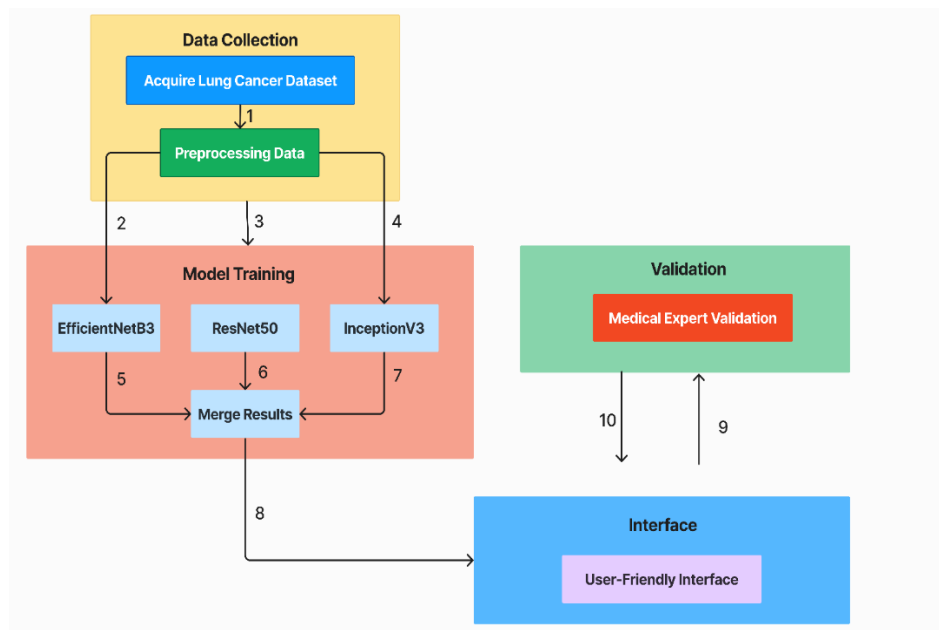 Data Collection
Acquire Lung Cancer Dataset
1
Preprocessing Data
2
3
4
Model Training
EfficientNetB3
ResNet50
InceptionV3
5
6
7
Merge Results
8
Validation
Medical Expert Validation
10
9
Interface
User-Friendly Interface